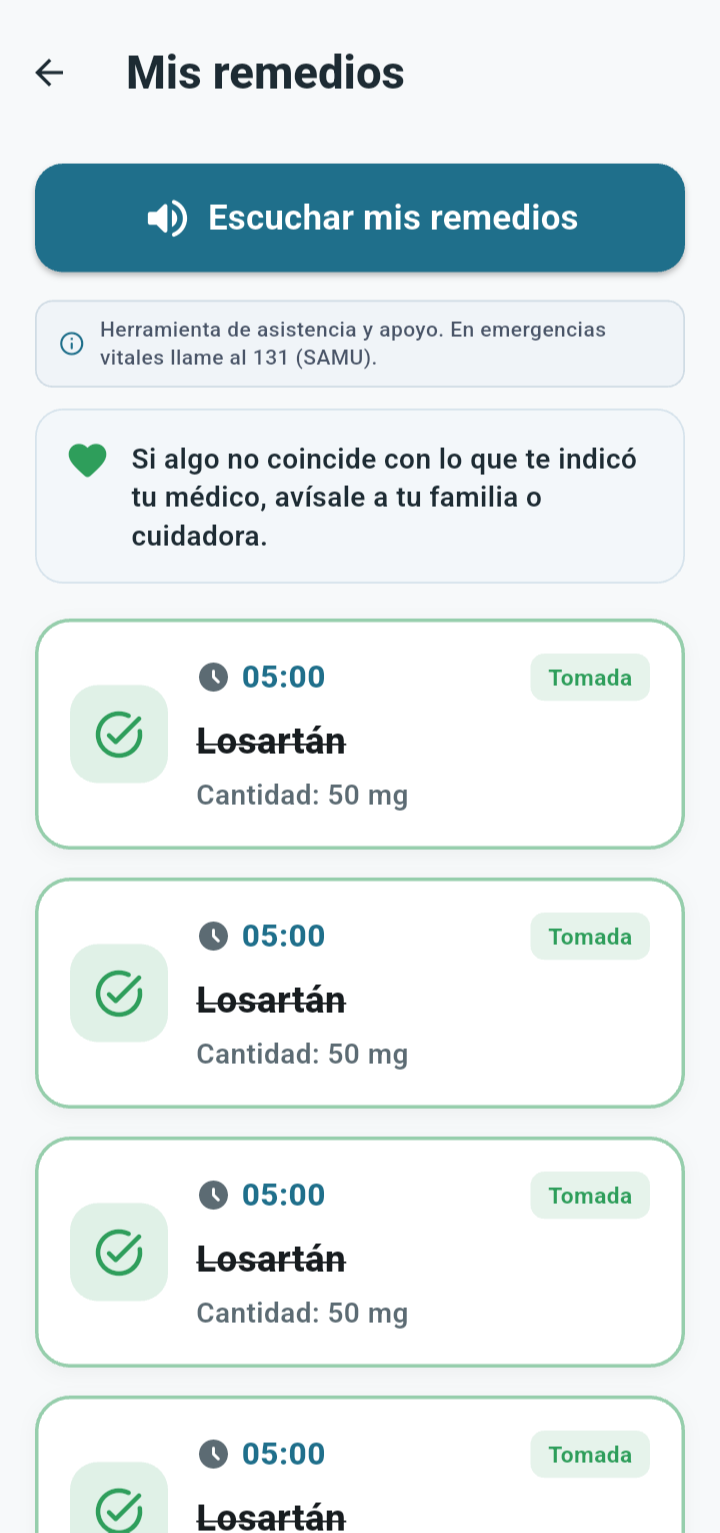 Mis remedios
Escuchar mis remedios
Herramienta de asistencia y apoyo. En emergencias
vitales llame al 131 (SAMU).
Si algo no coincide con lo que te indicó
tu médico, avísale a tu familia o
cuidadora.
05:00
Tomada
Losartán
Cantidad: 50 mg
05:00
Tomada
Losartán
Cantidad: 50 mg
05:00
Tomada
Losartán
Cantidad: 50 mg
05:00
Tomada
Losartán